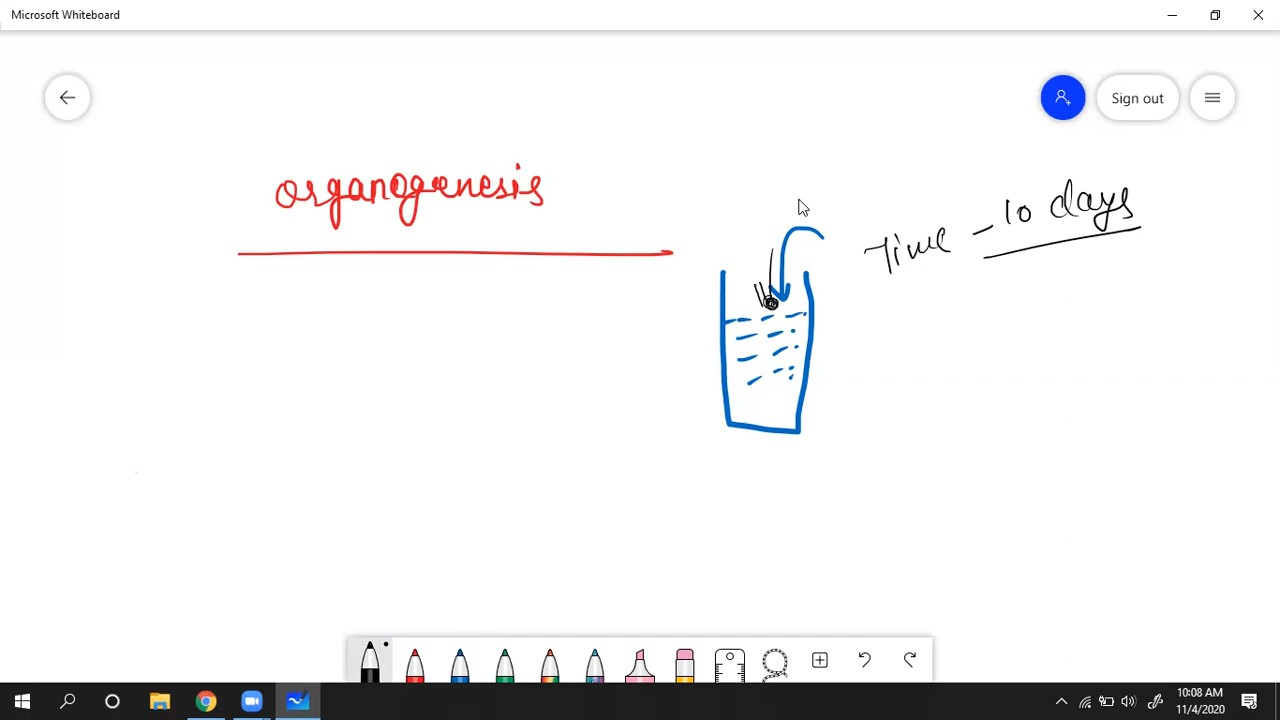 Microsoft Whiteboard
Sign out
organogenesis
Time - 10 days
10:08 AM
11/4/2020